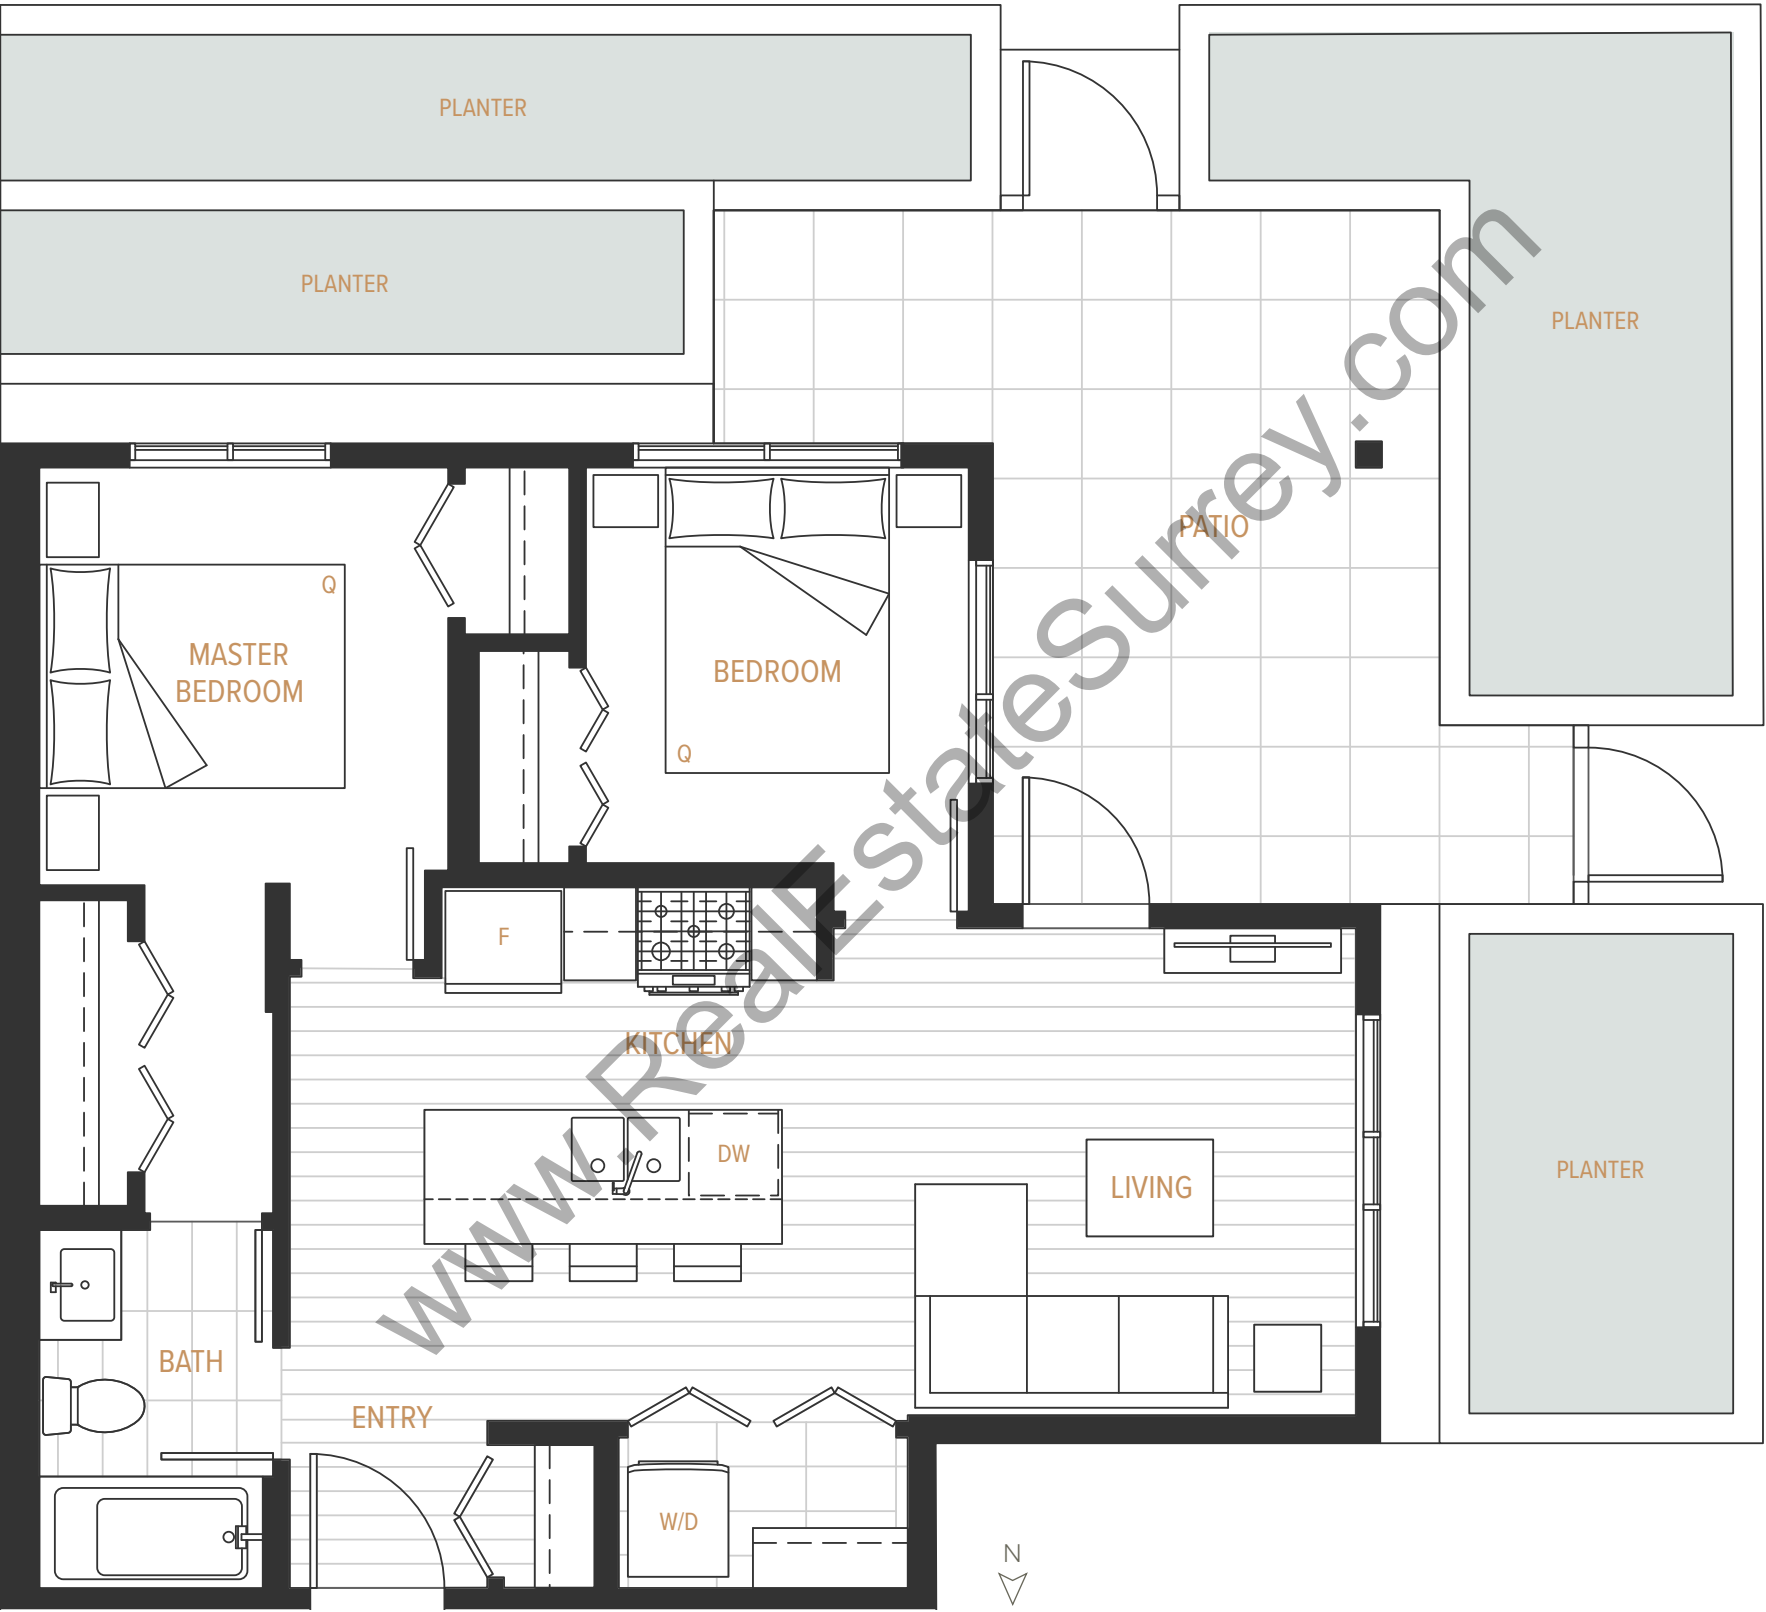 PLANTER
PLANTER
PLANTER
PATIO
Q
MASTER
BEDROOM
BEDROOM
Q
F
KITCHEN
DW
LIVING
PLANTER
BATH
ENTRY
W/D
N
www.RealEstateSurrey.com